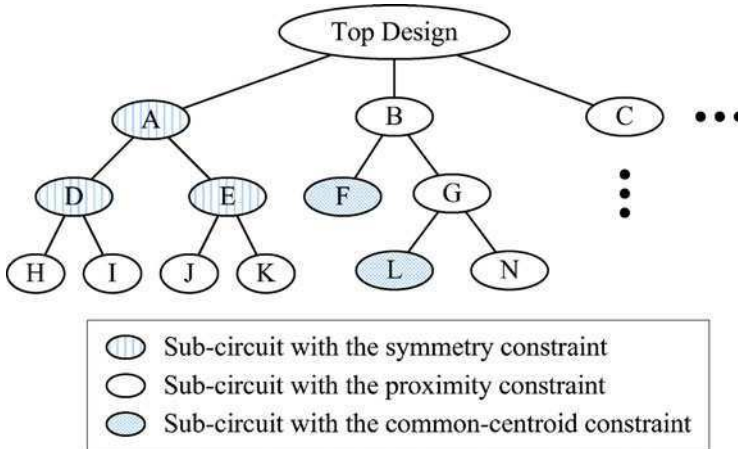 Top Design
A B C
D E F G
H I J K L N
Sub-circuit with the symmetry constraint
Sub-circuit with the proximity constraint
Sub-circuit with the common-centroid constraint